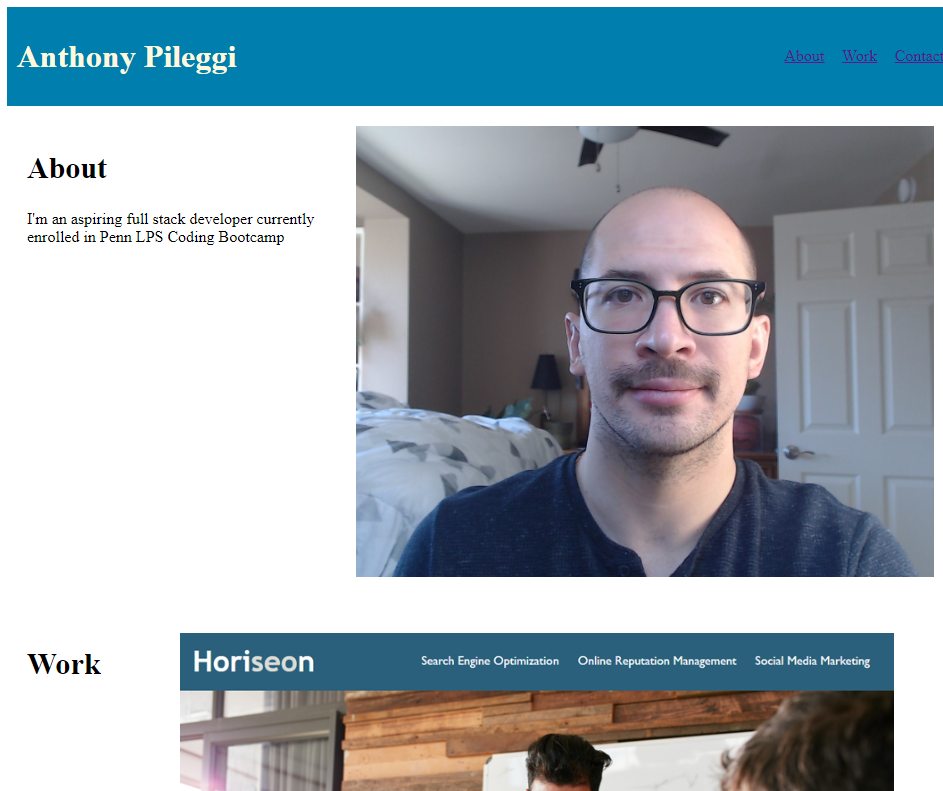 Anthony Pileggi
About Work Contact
About
I'm an aspiring full stack developer currently
enrolled in Penn LPS Coding Bootcamp
Work
Horiseon
Search Engine Optimization Online Reputation Management Social Media Marketing